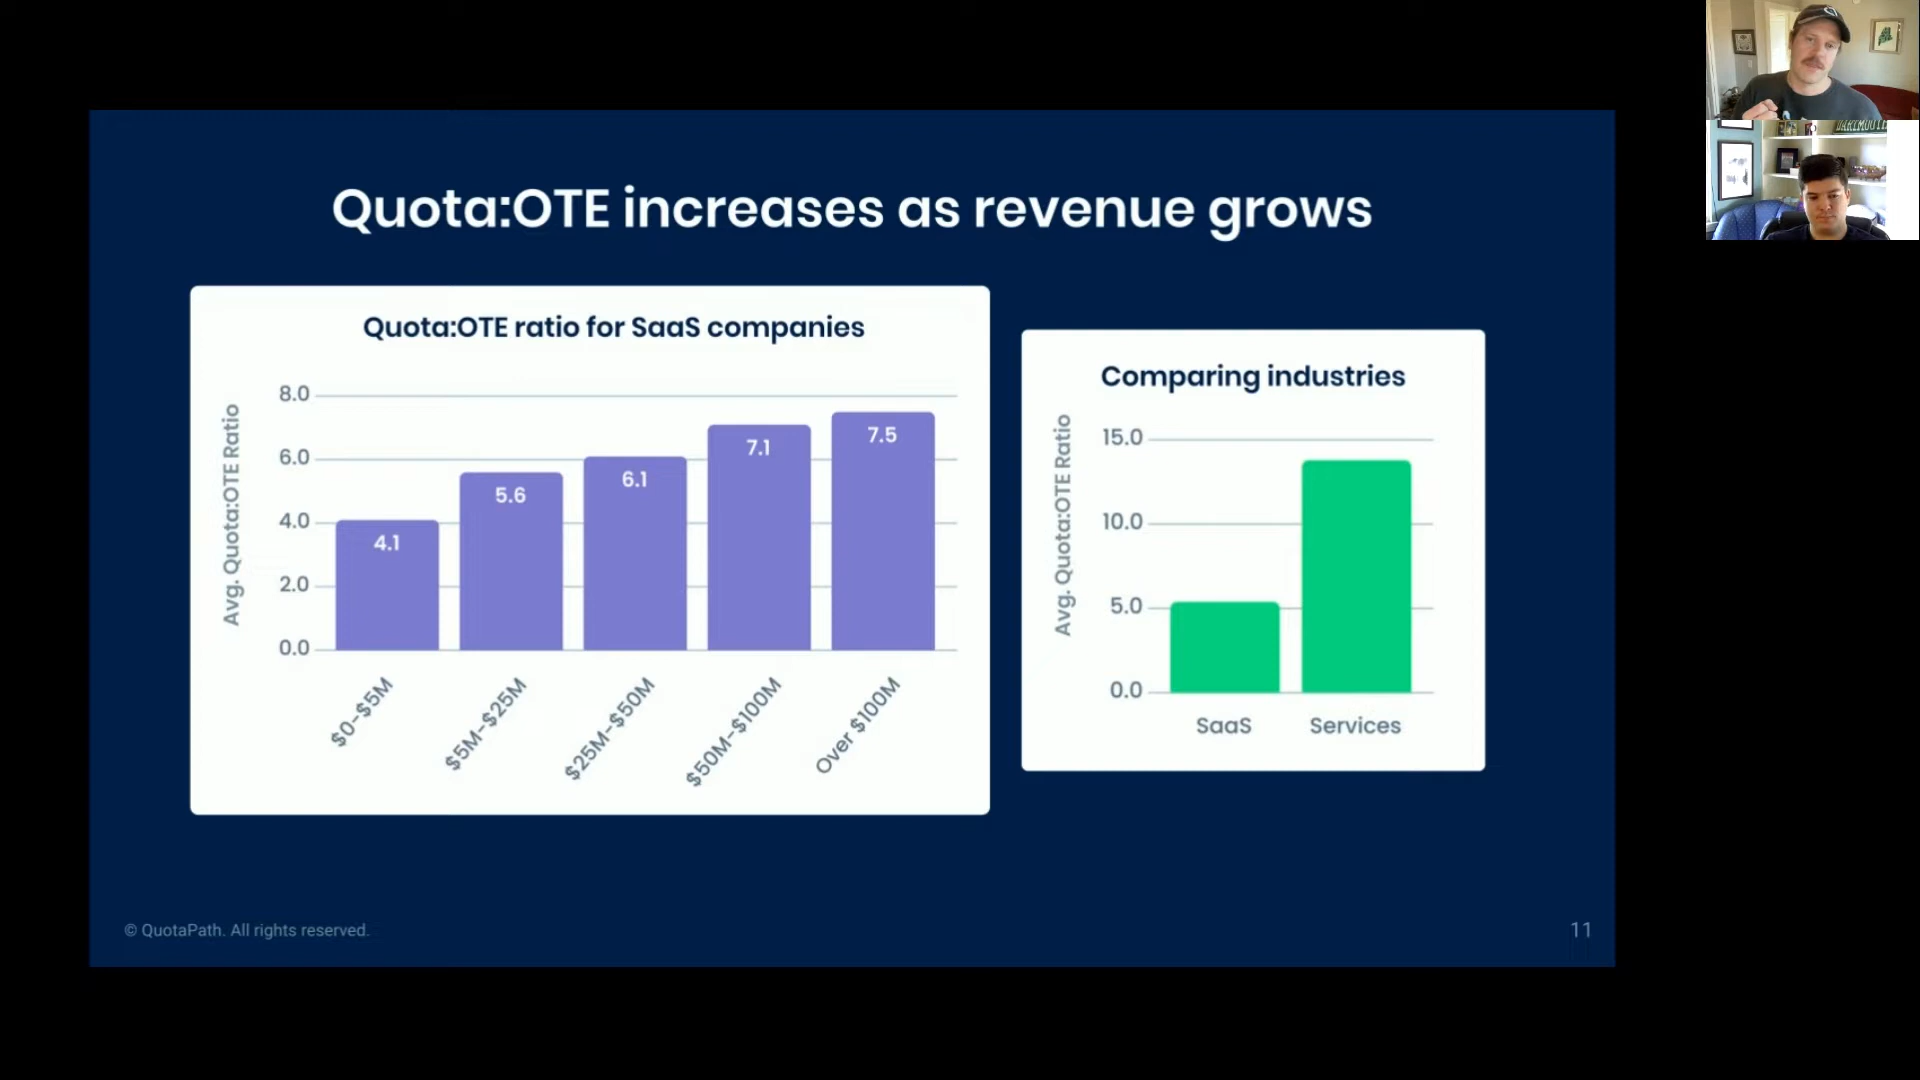 Quota:OTE increases as revenue grows
Quota:OTE ratio for SaaS companies
Avg. Quota:OTE Ratio
8.0
6.0
4.0
2.0
0.0
4.1
5.6
6.1
7.1
7.5
$0-$5M
$5M-$25M
$25M-$50M
$50M-$100M
Over $100M
Comparing industries
Avg. Quota:OTE Ratio
15.0
10.0
5.0
0.0
SaaS
Services
© QuotaPath. All rights reserved.
11
DARTMOUTH